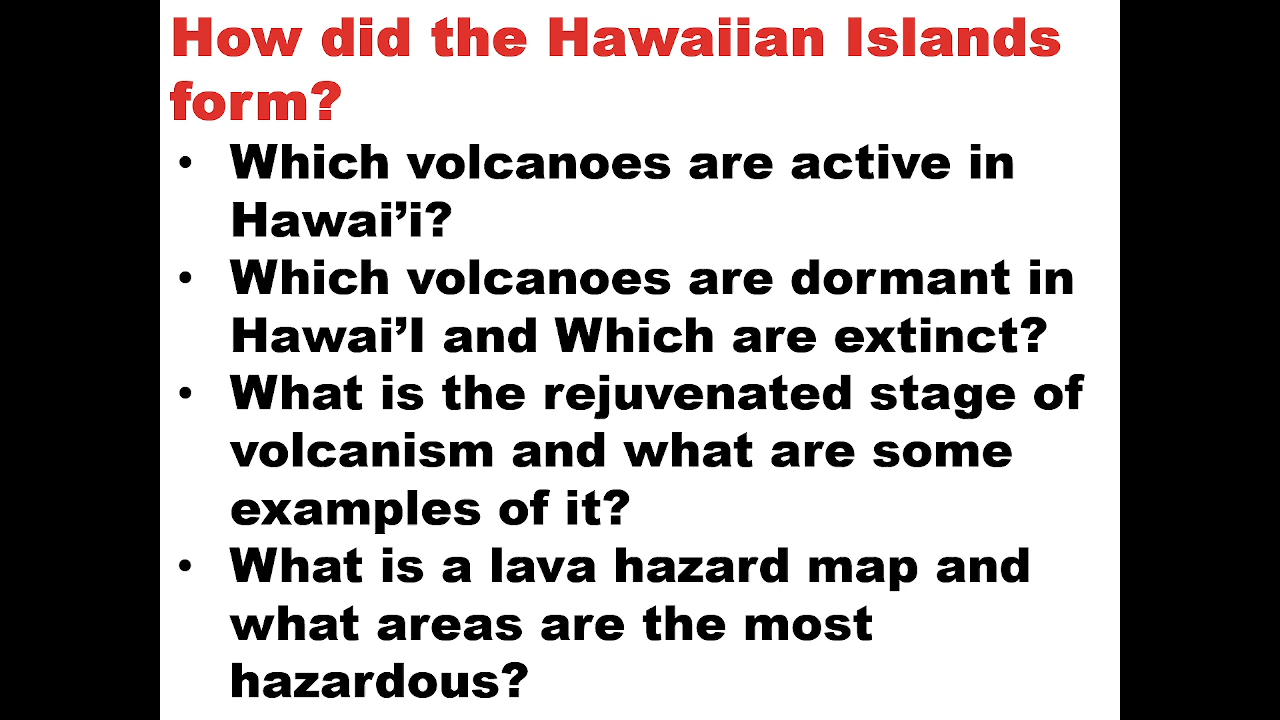 How did the Hawaiian Islands
form?
• Which volcanoes are active in
Hawai’i?
• Which volcanoes are dormant in
Hawai’I and Which are extinct?
• What is the rejuvenated stage of
volcanism and what are some
examples of it?
• What is a lava hazard map and
what areas are the most
hazardous?